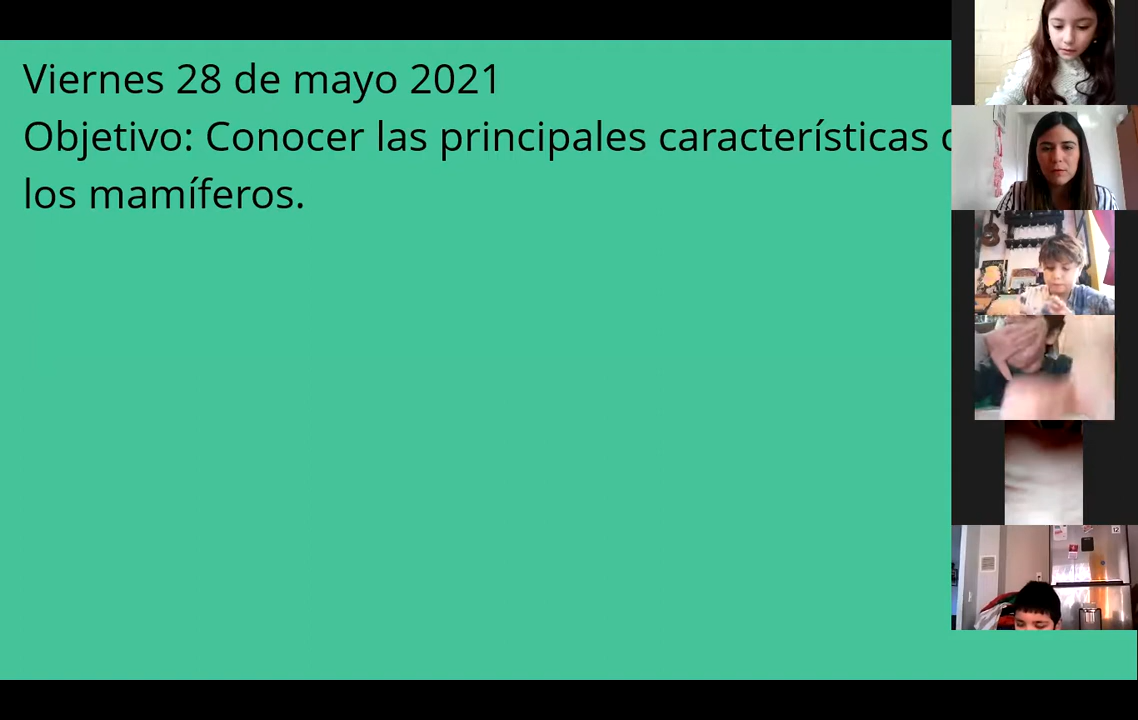 Viernes 28 de mayo 2021
Objetivo: Conocer las principales características
los mamíferos.